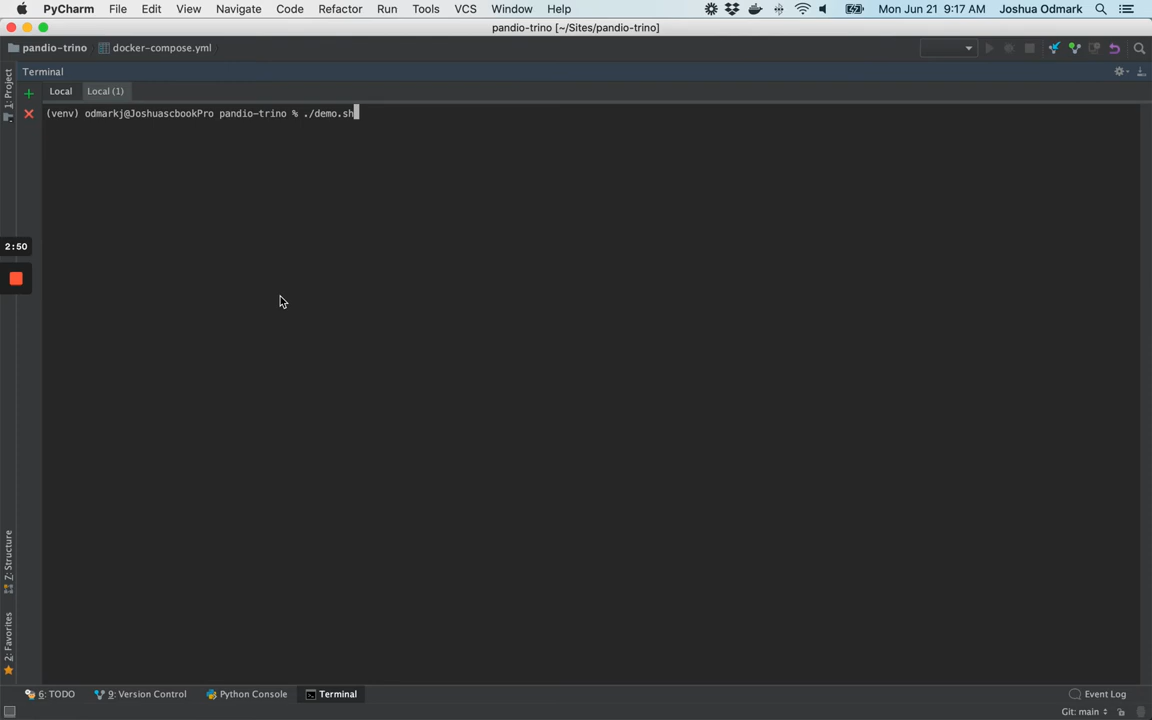 PyCharm File Edit View Navigate Code Refactor Run Tools VCS Window Help Mon Jun 21 9:17 AM Joshua Odmark
pandio-trino [~/Sites/pandio-trino]
pandio-trino docker-compose.yml
Terminal
1: Project
Local Local (1)
(venv) odmarkj@JoshuascbookPro pandio-trino % ./demo.sh
2:50
7: Structure
2: Favorites
6: TODO 9: Version Control Python Console Terminal Event Log
Git: main